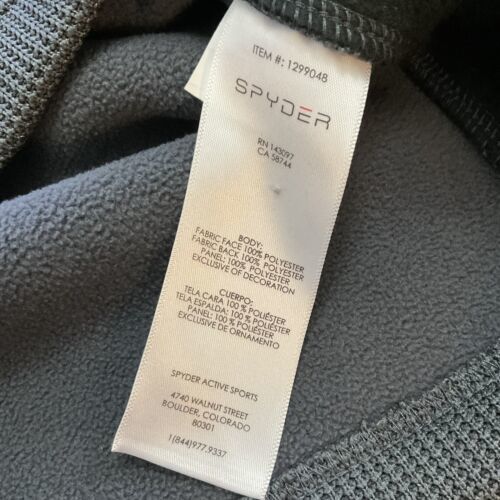 ITEM #: 1299048
SPYDER
RN 143097
CA 58744
BODY:
FABRIC FACE 100% POLYESTER
FABRIC BACK 100% POLYESTER
PANEL: 100% POLYESTER
EXCLUSIVE OF DECORATION
CUERPO:
TELA CARA 100 % POLIÉSTER
TELA ESPALDA: 100 % POLIÉSTER
PANEL: 100 % POLIÉSTER
EXCLUSIVE DE ORNAMENTO
SPYDER ACTIVE SPORTS
4740 WALNUT STREET
BOULDER, COLORADO
80301
1(844)977.9337